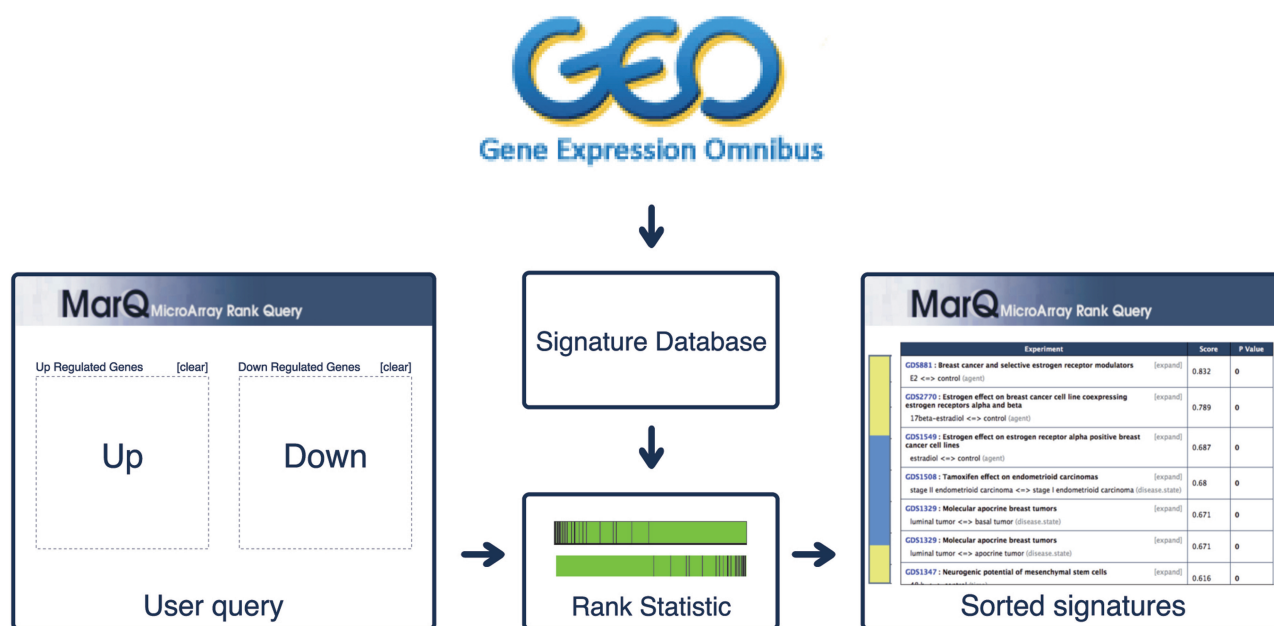 GEO
Gene Expression Omnibus
MarQ MicroArray Rank Query
Up Regulated Genes [clear]
Down Regulated Genes [clear]
Up
Down
User query
Signature Database
Rank Statistic
MarQ MicroArray Rank Query
Experiment Score P Value
GDS881 : Breast cancer and selective estrogen receptor modulators [expand]
E2 <=> control (agent)
0.832 0
GDS2770 : Estrogen effect on breast cancer cell line coexpressing [expand]
estrogen receptors alpha and beta
17beta-estradiol <=> control (agent)
0.789 0
GDS1549 : Estrogen effect on estrogen receptor alpha positive breast [expand]
cancer cell lines
estradiol <=> control (agent)
0.687 0
GDS1508 : Tamoxifen effect on endometrioid carcinomas [expand]
stage II endometrioid carcinoma <=> stage I endometrioid carcinoma (disease.state)
0.68 0
GDS1329 : Molecular apocrine breast tumors [expand]
luminal tumor <=> basal tumor (disease.state)
0.671 0
GDS1329 : Molecular apocrine breast tumors [expand]
luminal tumor <=> apocrine tumor (disease.state)
0.671 0
GDS1347 : Neurogenic potential of mesenchymal stem cells [expand]
0.616 0
Sorted signatures